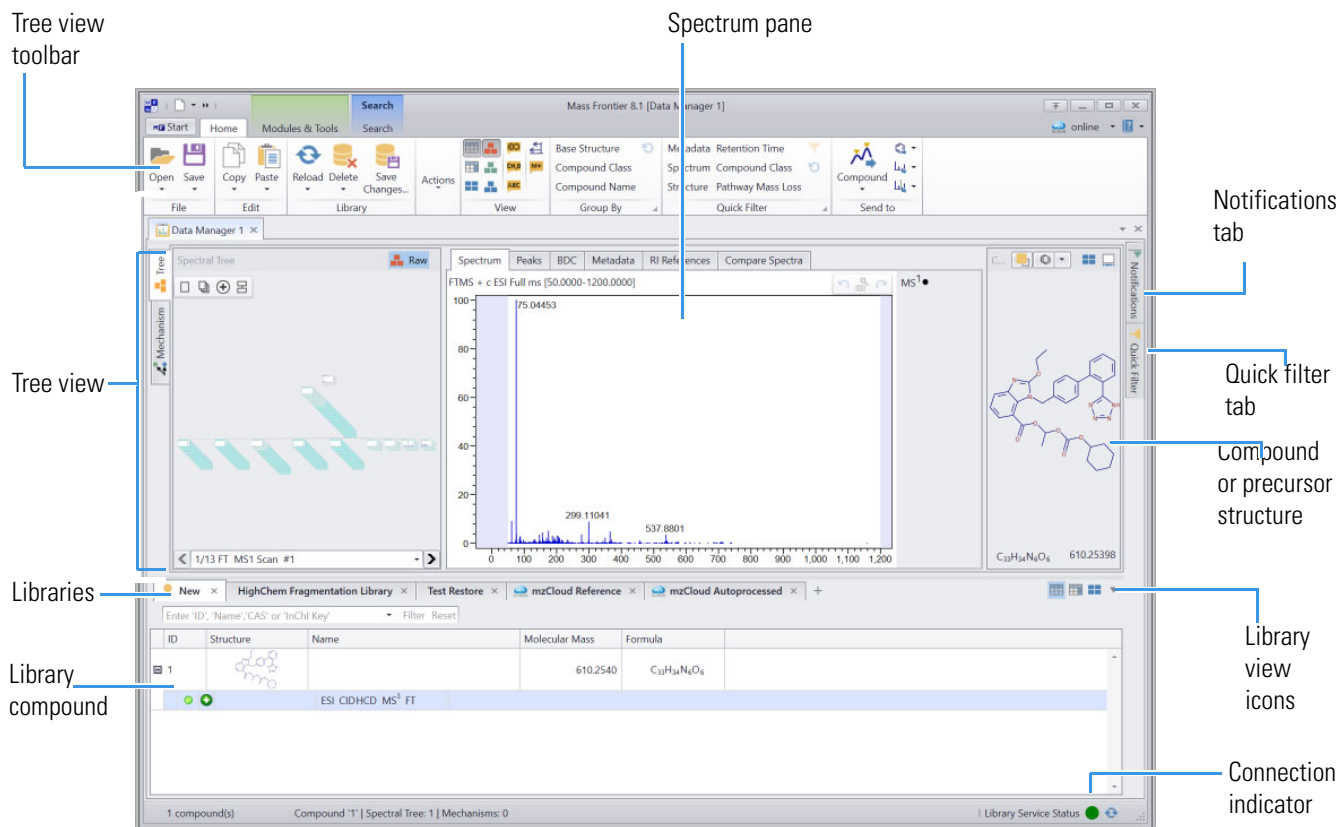 Tree view
toolbar
Spectrum pane
Search
Mass Frontier 8.1 [Data Manager 1]
Start Home Modules & Tools Search
online
Open Save Copy Paste Reload Delete Save
Changes...
Actions
Base Structure
Compound Class
Compound Name
Metadata Retention Time
Spectrum Compound Class
Structure Pathway Mass Loss
Compound
File Edit Library View Group By Quick Filter Send to
Notifications
tab
Data Manager 1
Tree
Mechanism
Spectral Tree Raw
Spectrum Peaks BDC Metadata RI References Compare Spectra
C...
FTMS + c ESI Full ms [50.0000-1200.0000]
MS¹●
Notifications
Quick Filter
100
75.04453
80
60
40
20
0
299.11041
537.8801
0 100 200 300 400 500 600 700 800 900 1,000 1,100 1,200
Tree view
Quick filter
tab
Compound
or precursor
structure
1/13 FT MS1 Scan #1
C₃₃H₃₄N₆O₆ 610.25398
Libraries
New HighChem Fragmentation Library Test Restore mzCloud Reference mzCloud Autoprocessed +
Enter 'ID', 'Name','CAS' or 'InChI Key' Filter Reset
ID Structure Name Molecular Mass Formula
1 610.2540 C₃₃H₃₄N₆O₆
ESI CIDHCD MS³ FT
Library
compound
Library
view
icons
Connection
indicator
1 compound(s) Compound '1' | Spectral Tree: 1 | Mechanisms: 0 Library Service Status